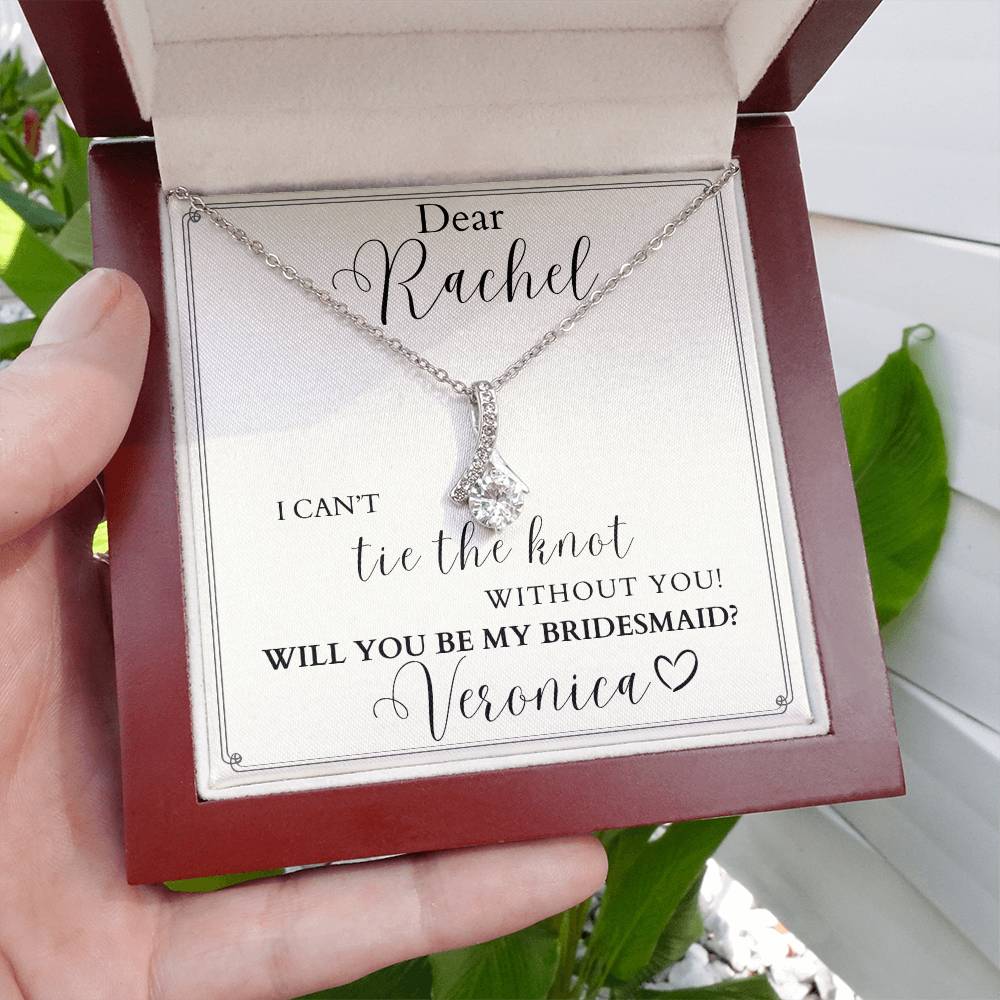 Dear
Rachel
I CAN'T
tie the knot
WITHOUT YOU!
WILL YOU BE MY BRIDESMAID?
Veronica♡